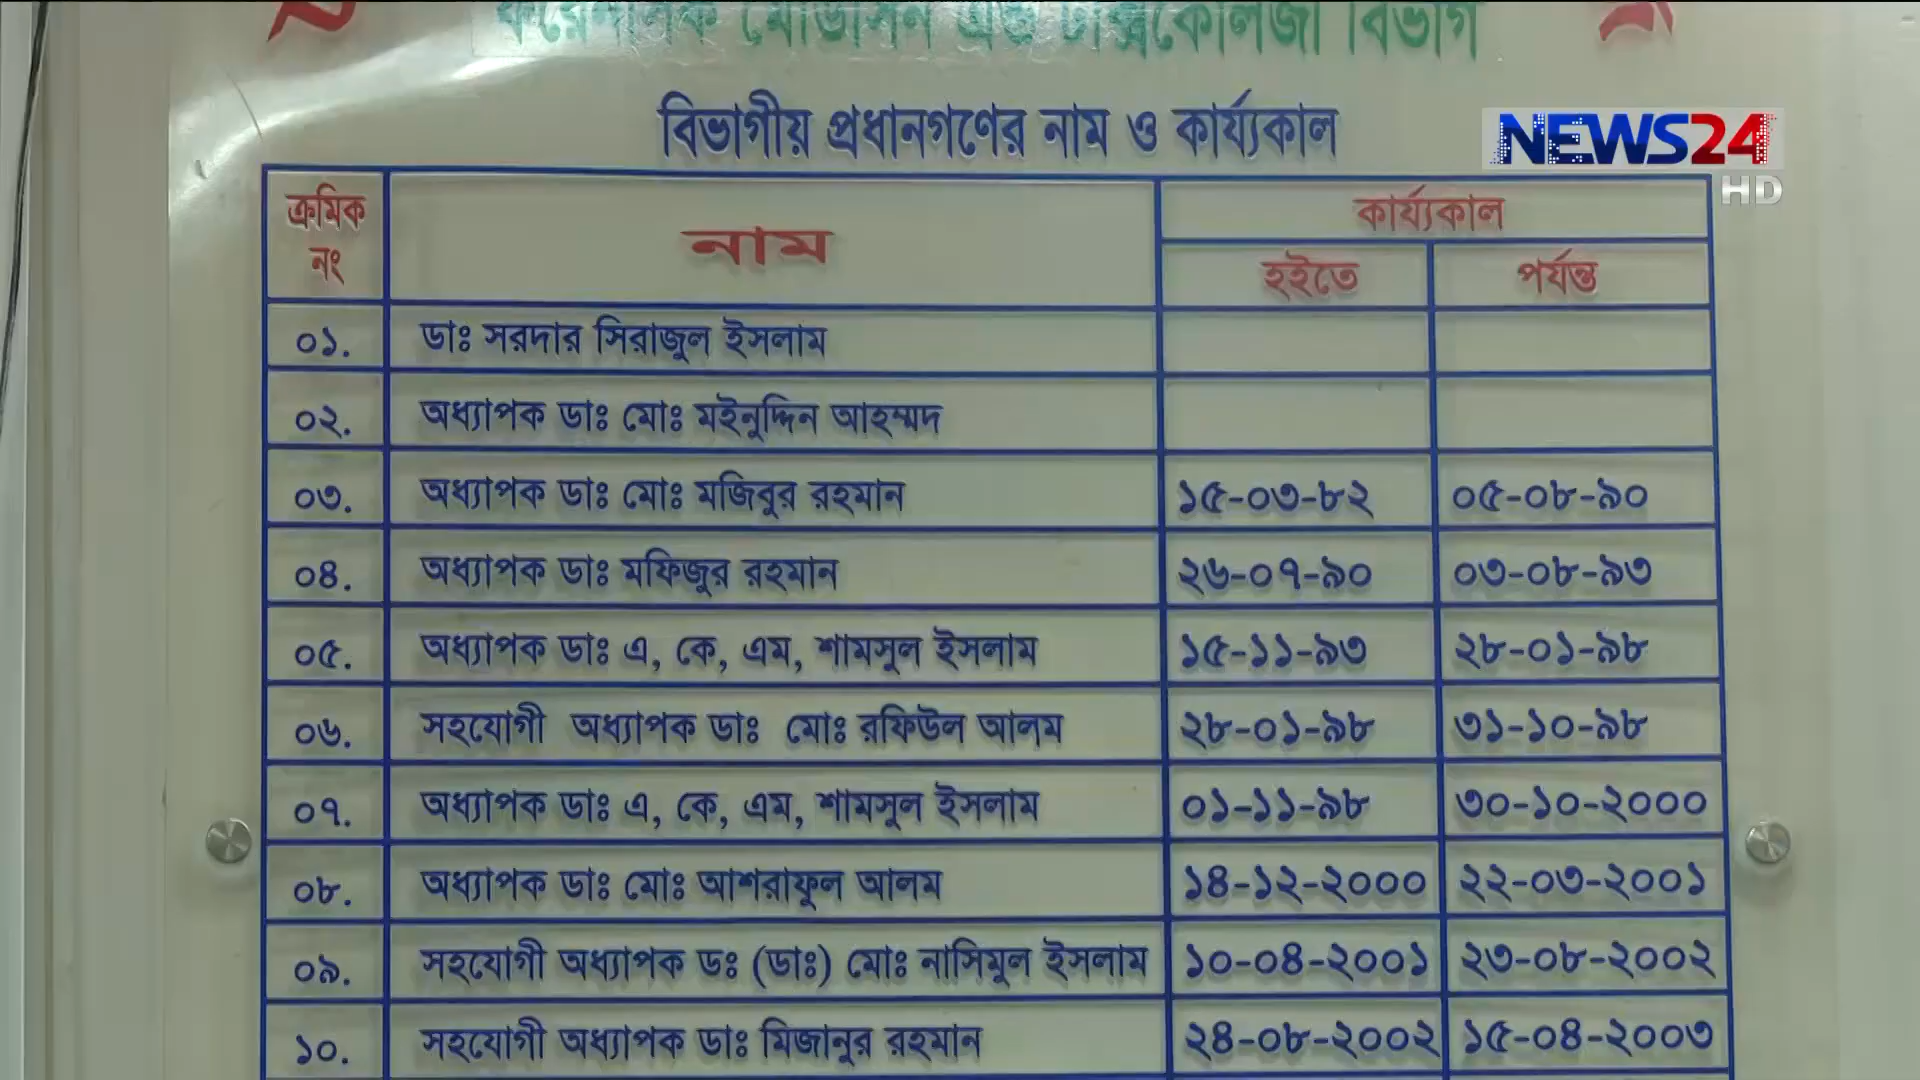 ফরেনসিক মেডিসিন এন্ড টক্সিকোলজী বিভাগ
বিভাগীয় প্রধানগণের নাম ও কার্য্যকাল
NEWS24
HD
ক্রমিক নং নাম কার্য্যকাল
হইতে পর্যন্ত
০১. ডাঃ সরদার সিরাজুল ইসলাম
০২. অধ্যাপক ডাঃ মোঃ মইনুদ্দিন আহম্মদ
০৩. অধ্যাপক ডাঃ মোঃ মজিবুর রহমান ১৫-০৩-৮২ ০৫-০৮-৯০
০৪. অধ্যাপক ডাঃ মফিজুর রহমান ২৬-০৭-৯০ ০৩-০৮-৯৩
০৫. অধ্যাপক ডাঃ এ, কে, এম, শামসুল ইসলাম ১৫-১১-৯৩ ২৮-০১-৯৮
০৬. সহযোগী অধ্যাপক ডাঃ মোঃ রফিউল আলম ২৮-০১-৯৮ ৩১-১০-৯৮
০৭. অধ্যাপক ডাঃ এ, কে, এম, শামসুল ইসলাম ০১-১১-৯৮ ৩০-১০-২০০০
০৮. অধ্যাপক ডাঃ মোঃ আশরাফুল আলম ১৪-১২-২০০০ ২২-০৩-২০০১
০৯. সহযোগী অধ্যাপক ডঃ (ডাঃ) মোঃ নাসিমুল ইসলাম ১০-০৪-২০০১ ২৩-০৮-২০০২
১০. সহযোগী অধ্যাপক ডাঃ মিজানুর রহমান ২৪-০৮-২০০২ ১৫-০৪-২০০৩